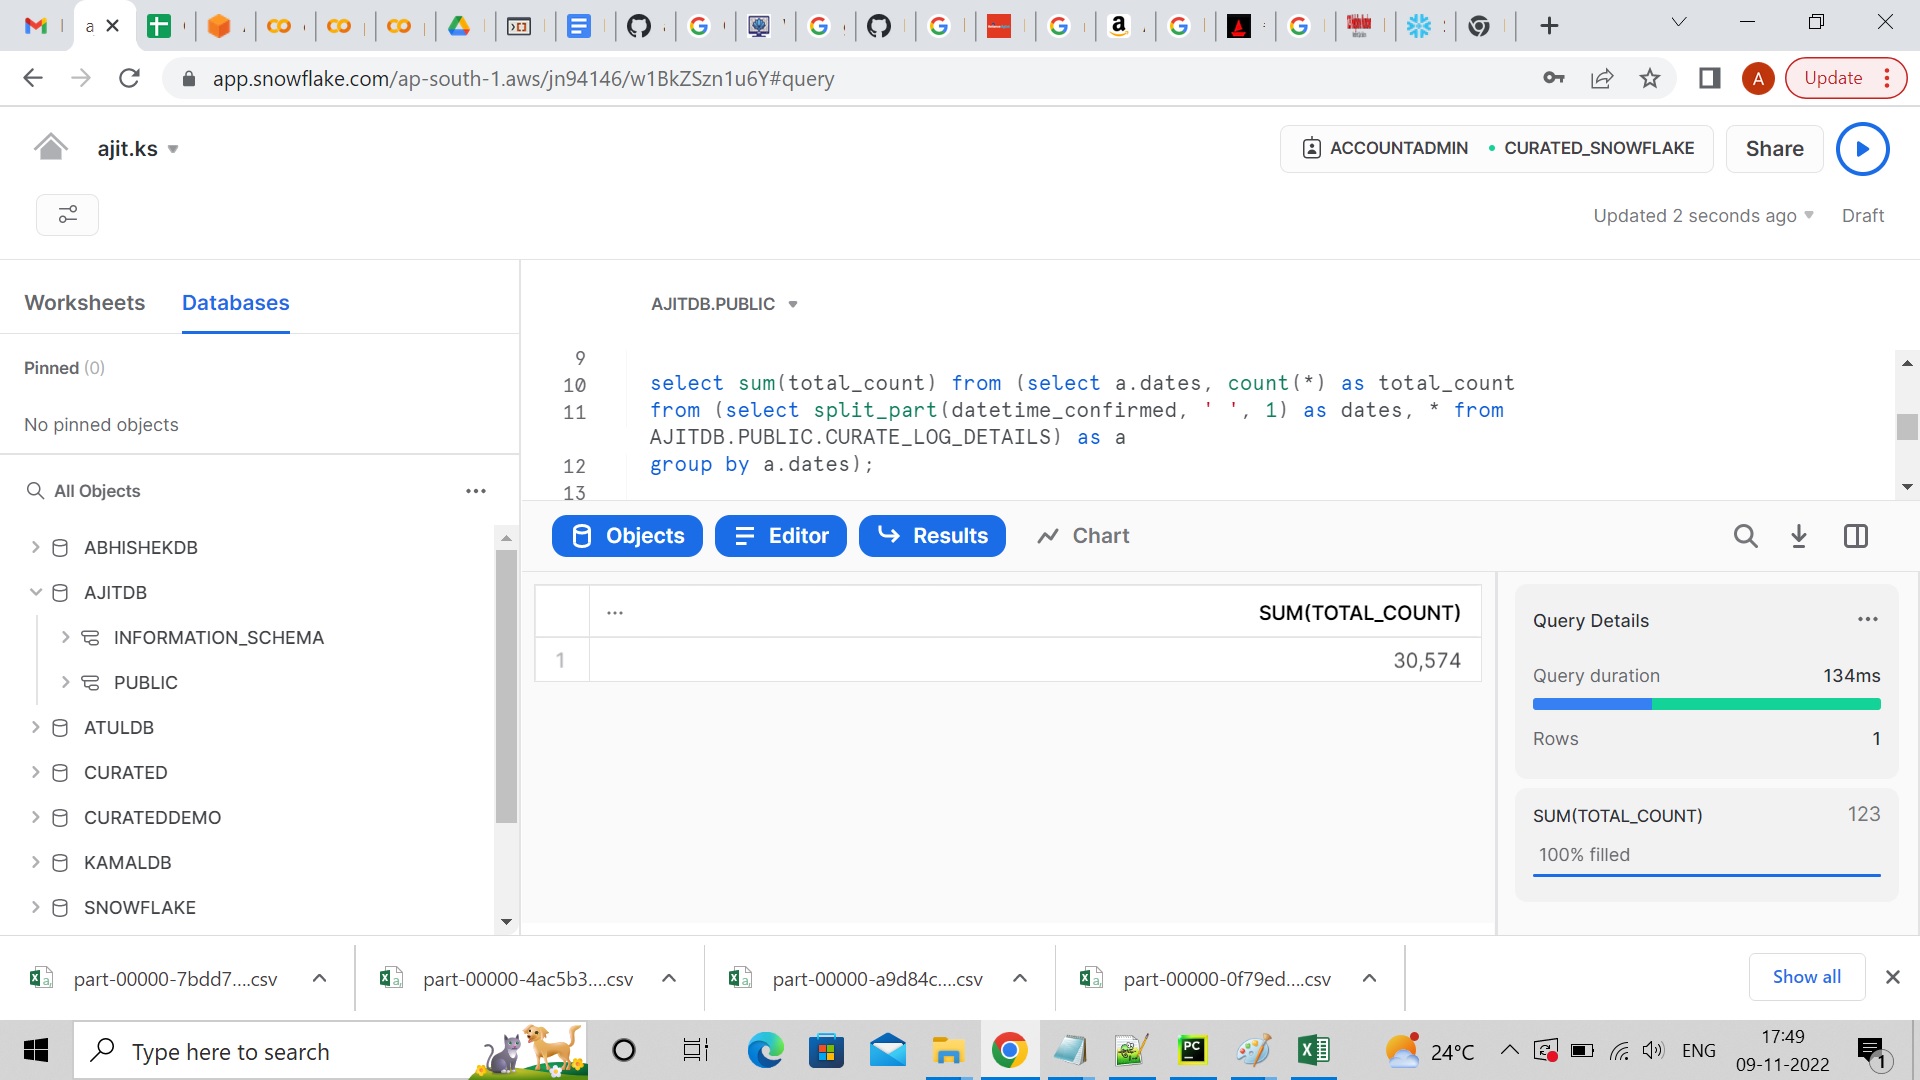 a
app.snowflake.com/ap-south-1.aws/jn94146/w1BkZSzn1u6Y#query
A
Update
ajit.ks
ACCOUNTADMIN
CURATED_SNOWFLAKE
Share
Updated 2 seconds ago
Draft
Worksheets
Databases
AJITDB.PUBLIC
Pinned (0)
No pinned objects
All Objects
ABHISHEKDB
AJITDB
INFORMATION_SCHEMA
PUBLIC
ATULDB
CURATED
CURATEDDEMO
KAMALDB
SNOWFLAKE
9
10 select sum(total_count) from (select a.dates, count(*) as total_count
11 from (select split_part(datetime_confirmed, ' ', 1) as dates, * from
AJITDB.PUBLIC.CURATE_LOG_DETAILS) as a
12 group by a.dates);
13
Objects
Editor
Results
Chart
SUM(TOTAL_COUNT)
1 30,574
Query Details
Query duration 134ms
Rows 1
SUM(TOTAL_COUNT) 123
100% filled
part-00000-7bdd7....csv
part-00000-4ac5b3....csv
part-00000-a9d84c....csv
part-00000-0f79ed....csv
Show all
Type here to search
PC
24°C
ENG
17:49
09-11-2022
1